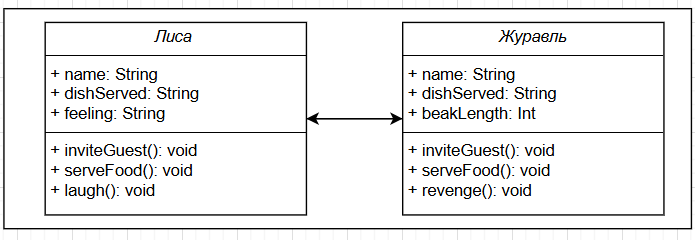 Лиса
+ name: String
+ dishServed: String
+ feeling: String
+ inviteGuest(): void
+ serveFood(): void
+ laugh(): void
Журавль
+ name: String
+ dishServed: String
+ beakLength: Int
+ inviteGuest(): void
+ serveFood(): void
+ revenge(): void